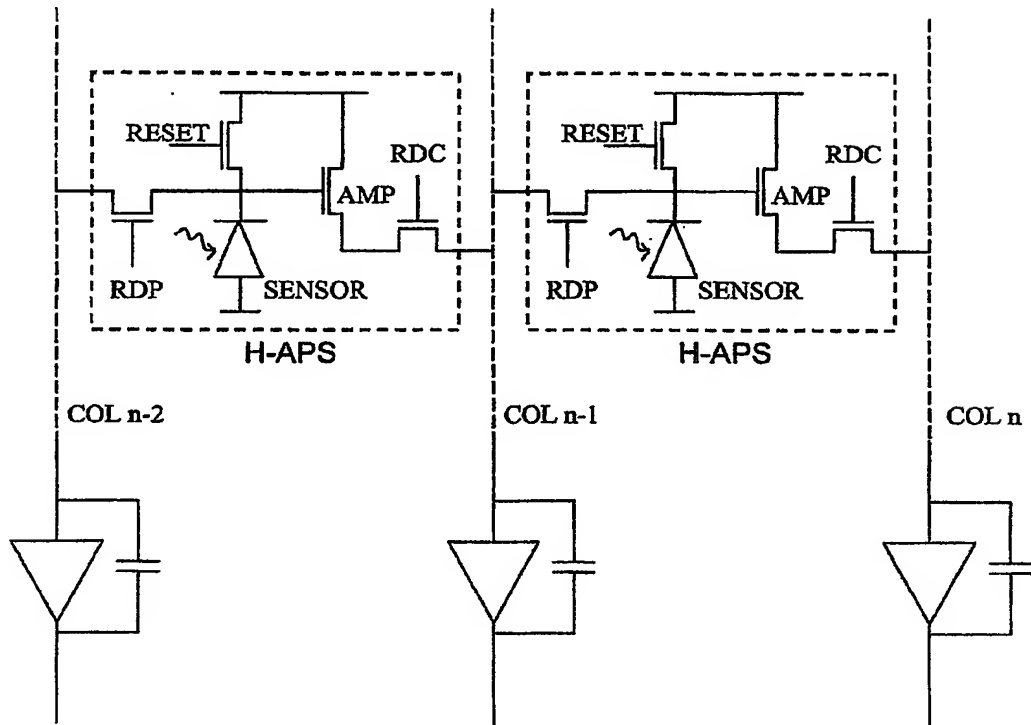 RESET
RDC
AMP
RDP
SENSOR
H-APS
RESET
RDC
AMP
RDP
SENSOR
H-APS
COL n-2
COL n-1
COL n